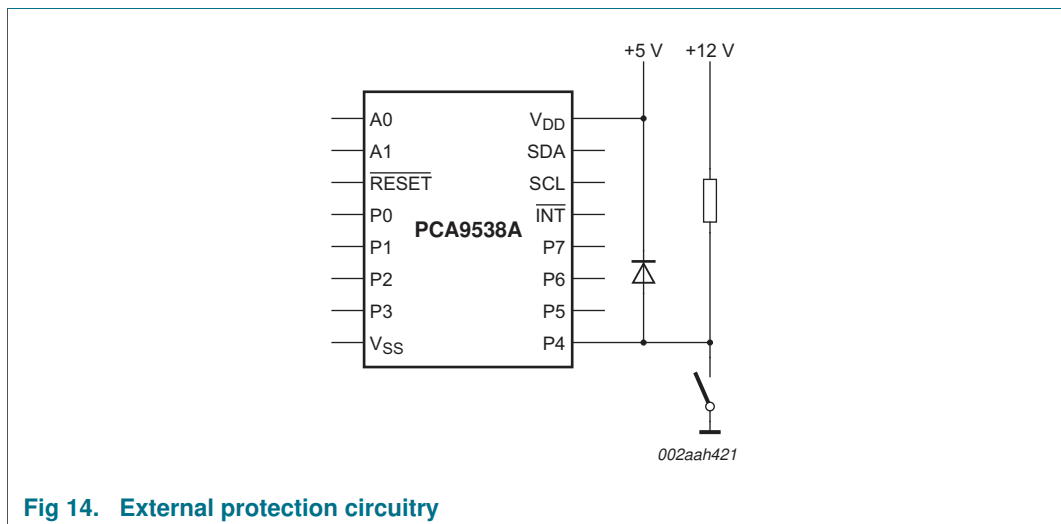 +5 V +12 V
A0 VDD
A1 SDA
RESET SCL
P0 INT
PCA9538A
P1 P7
P2 P6
P3 P5
VSS P4
002aah421
Fig 14. External protection circuitry